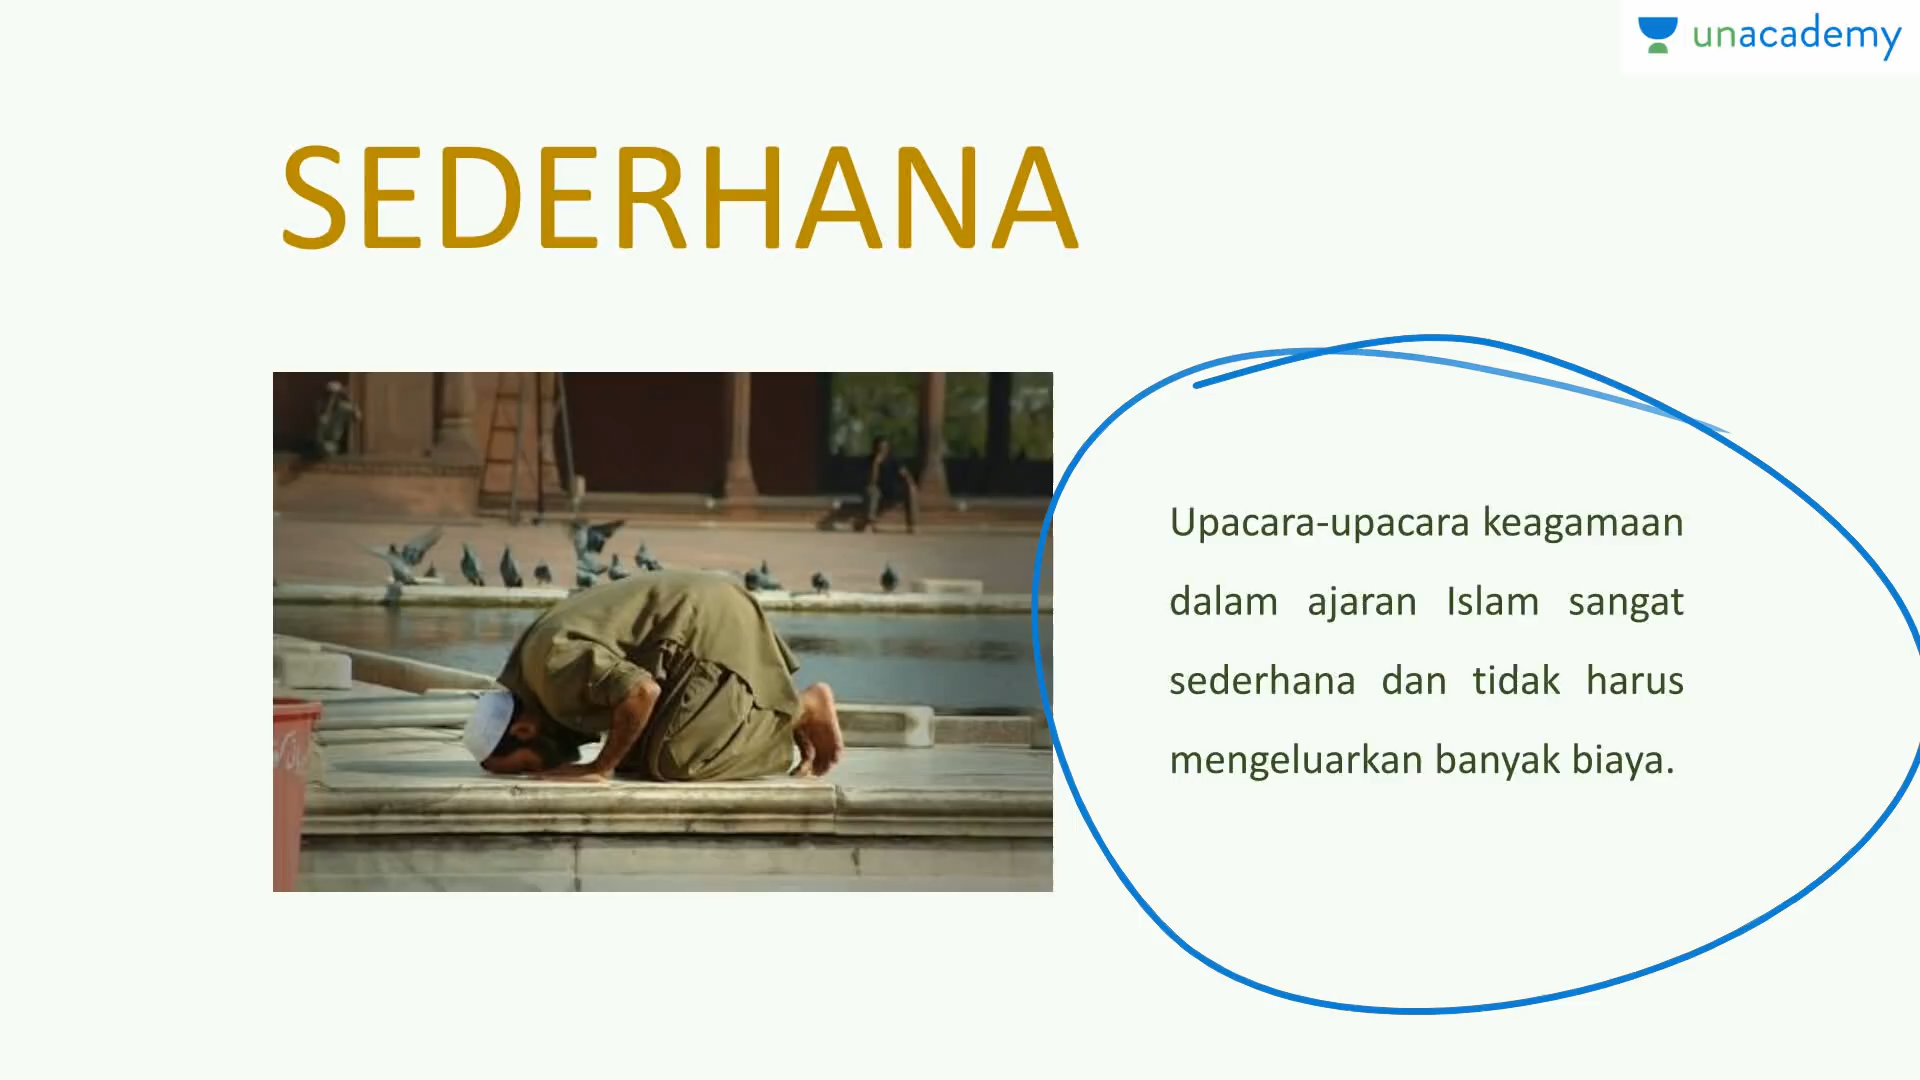 unacademy
SEDERHANA
Upacara-upacara keagamaan
dalam ajaran Islam sangat
sederhana dan tidak harus
mengeluarkan banyak biaya.